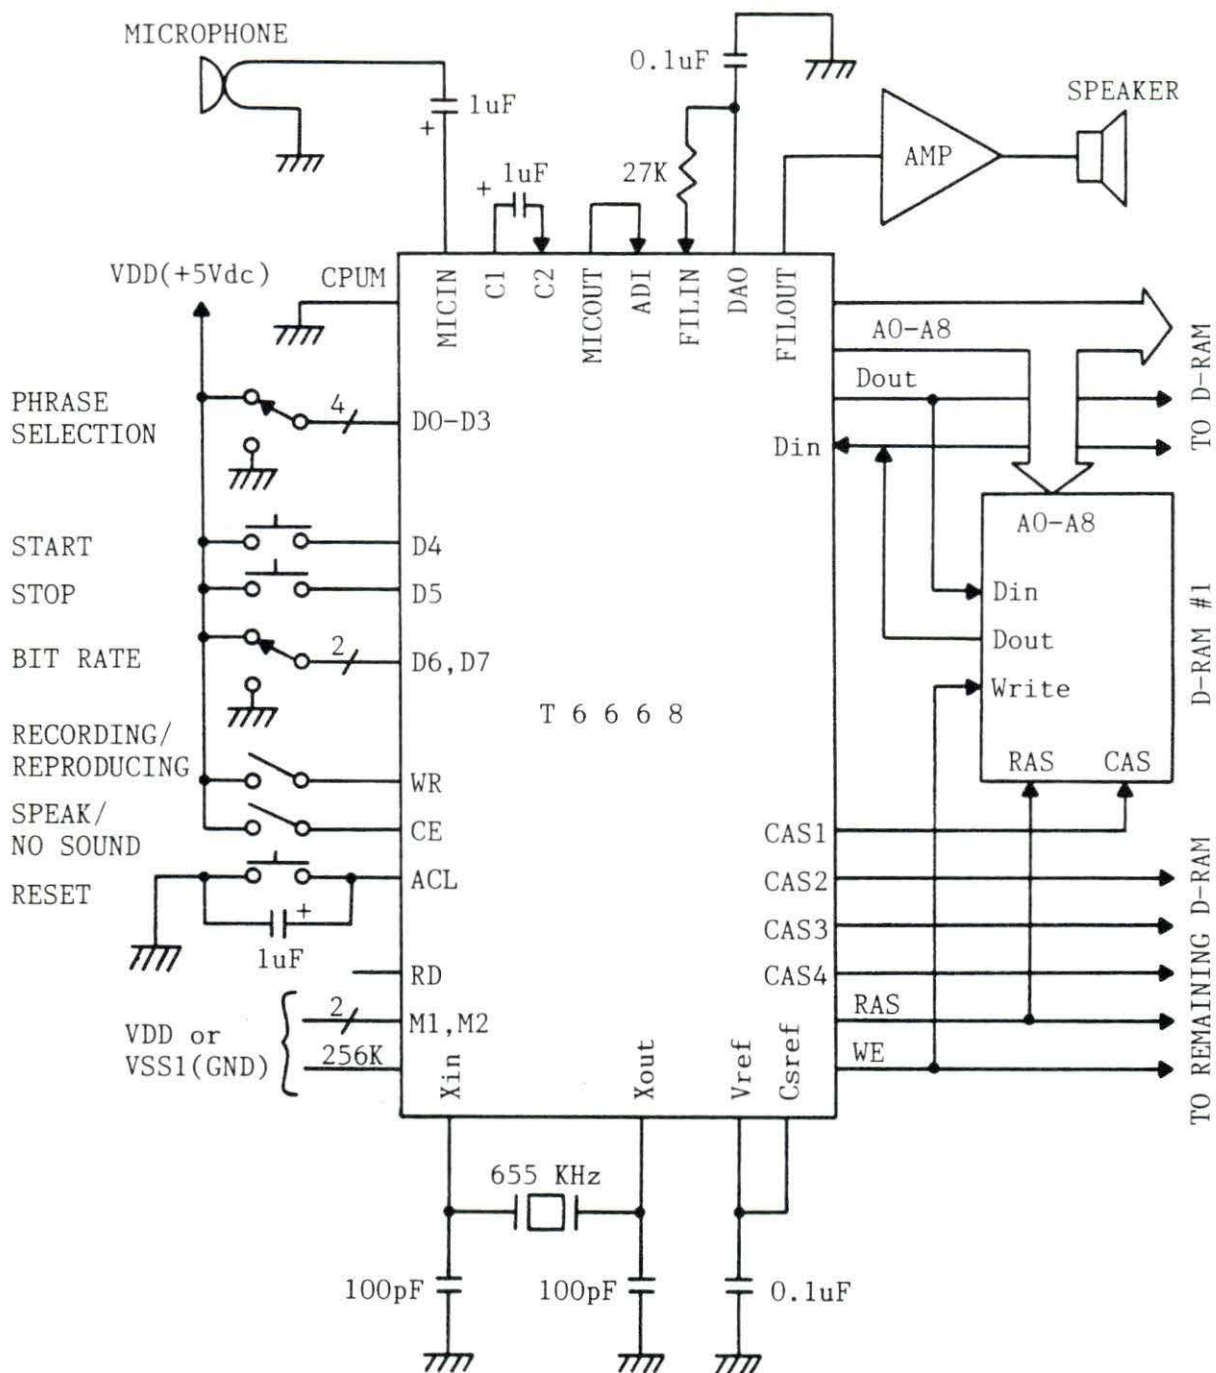 MICROPHONE
1uF
+
0.1uF
SPEAKER
AMP
27K
1uF
+
VDD(+5Vdc)
CPUM
MICIN
C1
C2
MICOUT
ADI
FILIN
DAO
FILOUT
A0-A8
Dout
Din
TO D-RAM
PHRASE
SELECTION
4
D0-D3
START
D4
STOP
D5
BIT RATE
2
D6,D7
T 6 6 6 8
A0-A8
Din
Dout
Write
RAS
CAS
D-RAM #1
RECORDING/
REPRODUCING
WR
SPEAK/
NO SOUND
CE
RESET
ACL
+
1uF
RD
VDD or
VSS1(GND)
2
M1,M2
256K
CAS1
CAS2
CAS3
CAS4
RAS
WE
TO REMAINING D-RAM
Xin
Xout
Vref
Csref
655 KHz
100pF
100pF
0.1uF